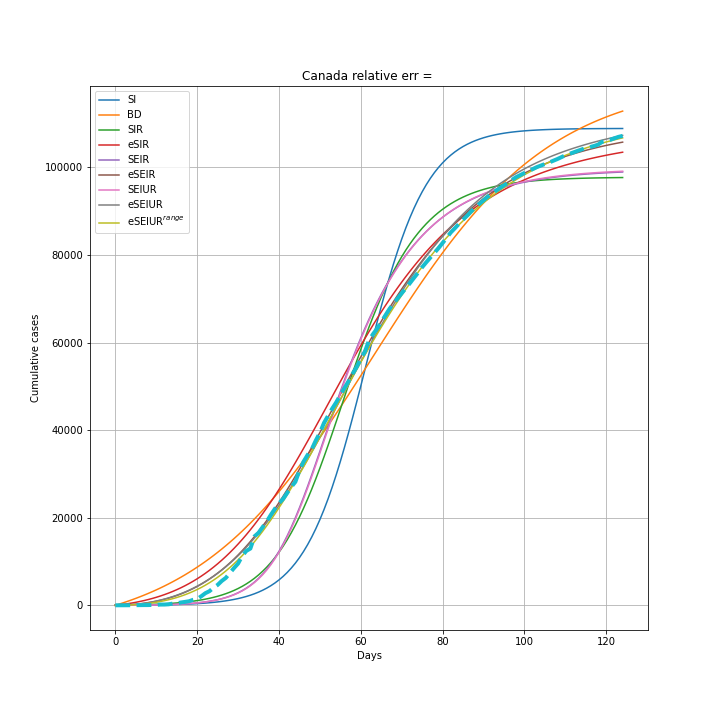 Canada relative err =
SI
BD
SIR
eSIR
SEIR
eSEIR
SEIUR
eSEIUR
eSEIUR^range
100000
80000
60000
40000
20000
0
Cumulative cases
0 20 40 60 80 100 120
Days